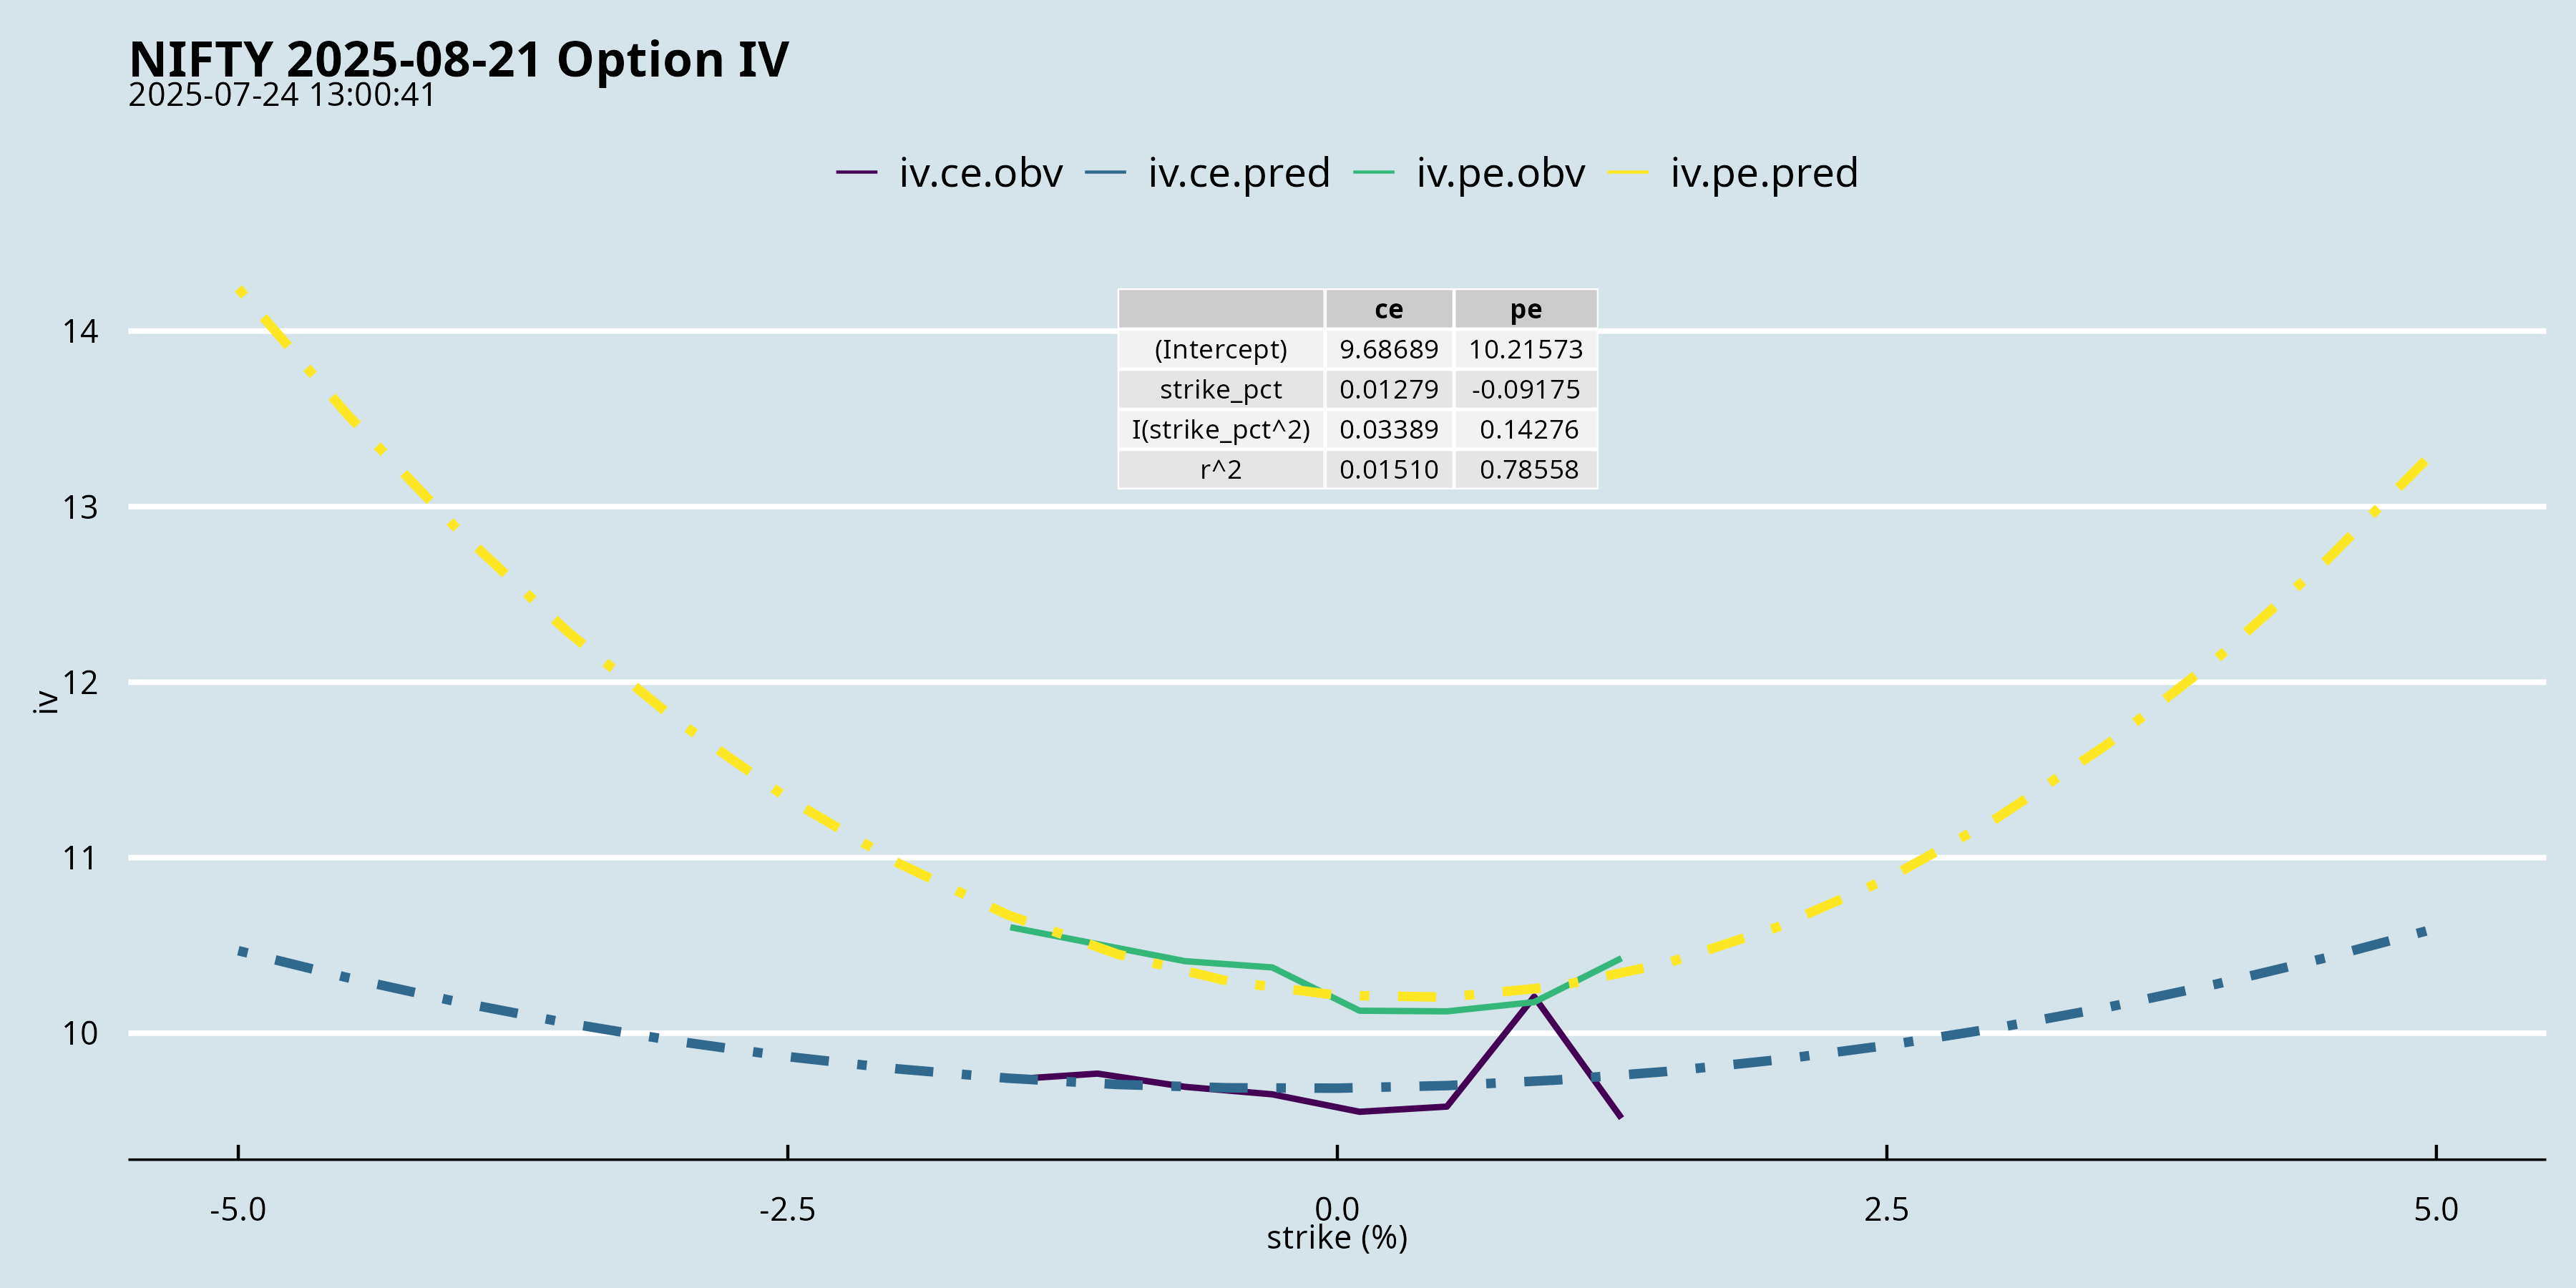 NIFTY 2025-08-21 Option IV
2025-07-24 13:00:41
iv.ce.obv iv.ce.pred iv.pe.obv iv.pe.pred
ce pe
(Intercept) 9.68689 10.21573
strike_pct 0.01279 -0.09175
I(strike_pct^2) 0.03389 0.14276
r^2 0.01510 0.78558
14
13
12
11
10
iv
-5.0 -2.5 0.0 2.5 5.0
strike (%)